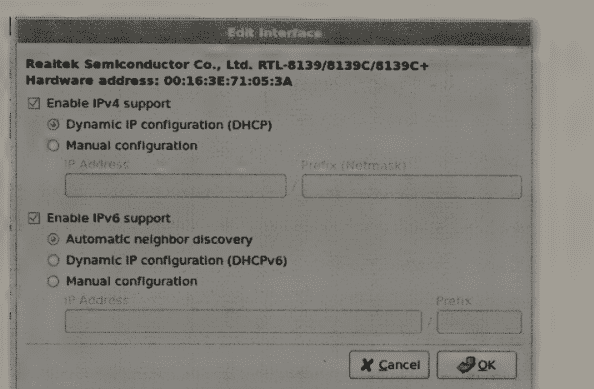 Edit Interface
Realtek Semiconductor Co., Ltd. RTL-8139/8139C/8139C+
Hardware address: 00:16:3E:71:05:3A
Enable IPv4 support
Dynamic IP configuration (DHCP)
Manual configuration
IP Address Prefix (Netmask)
/
Enable IPv6 support
Automatic neighbor discovery
Dynamic IP configuration (DHCPv6)
Manual configuration
IP Address Prefix
/
Cancel OK